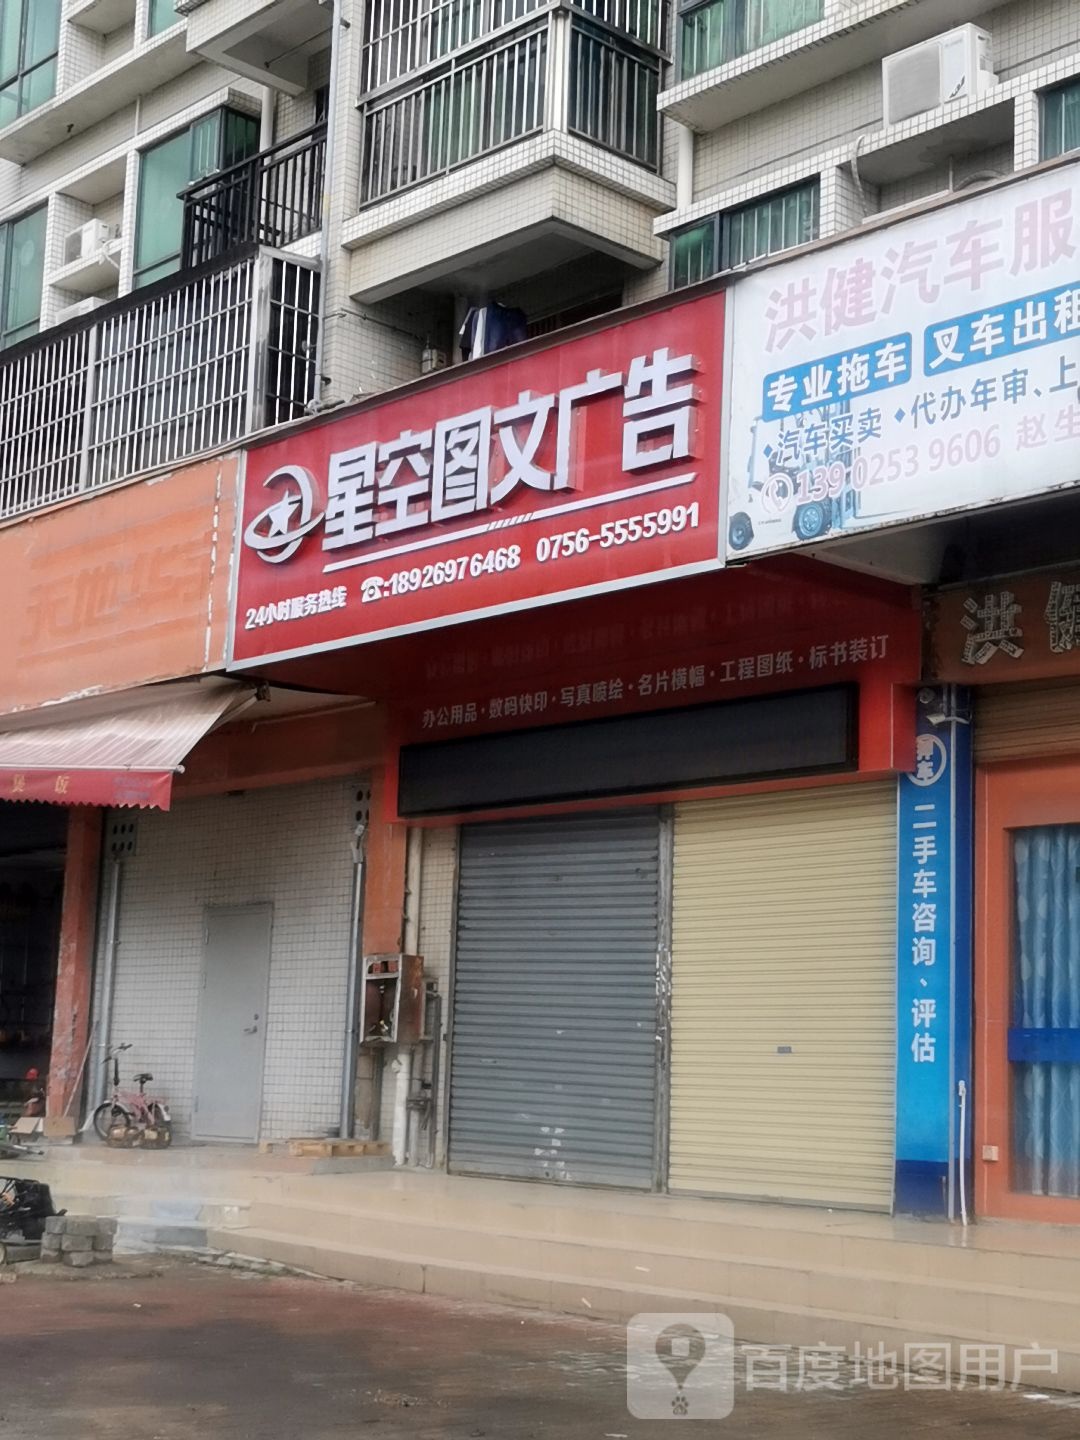 星空图文广告
24小时服务热线 ☎:18926976468 0756-5555991
办公用品·数码快印·写真喷绘·名片横幅·工程图纸·标书装订
洪健汽车服
专业拖车 叉车出租
·汽车买卖 ·代办年审、上
139 0253 9606 赵生
洪健
二手车咨询、评估
煲饭
百度地图用户